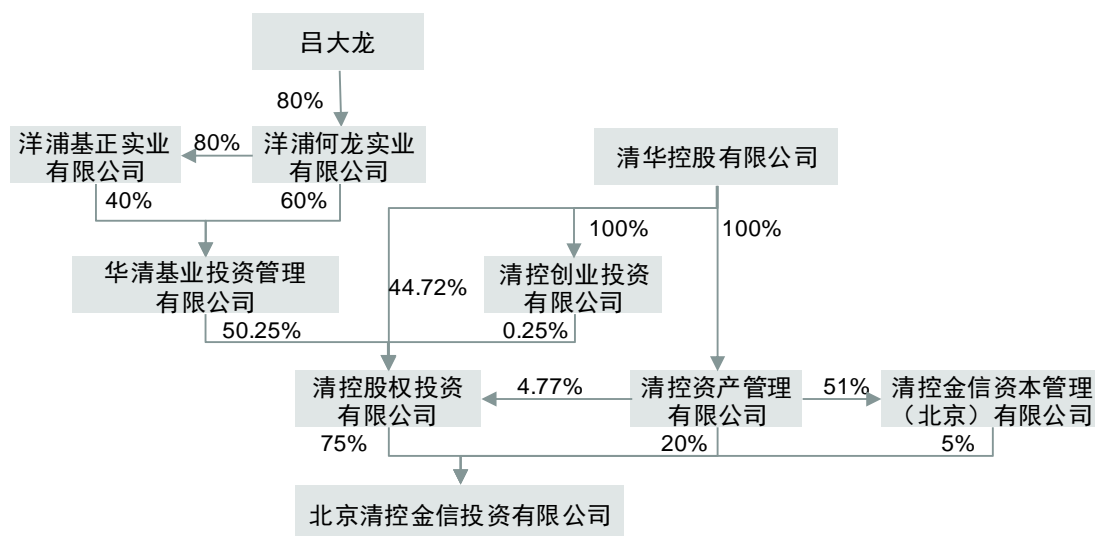 吕大龙
80%
洋浦基正实业
有限公司
80%
洋浦何龙实业
有限公司
清华控股有限公司
40%
60%
100%
100%
华清基业投资管理
有限公司
44.72%
清控创业投资
有限公司
50.25%
0.25%
清控股权投资
有限公司
4.77%
清控资产管理
有限公司
51%
清控金信资本管理
（北京）有限公司
75%
20%
5%
北京清控金信投资有限公司